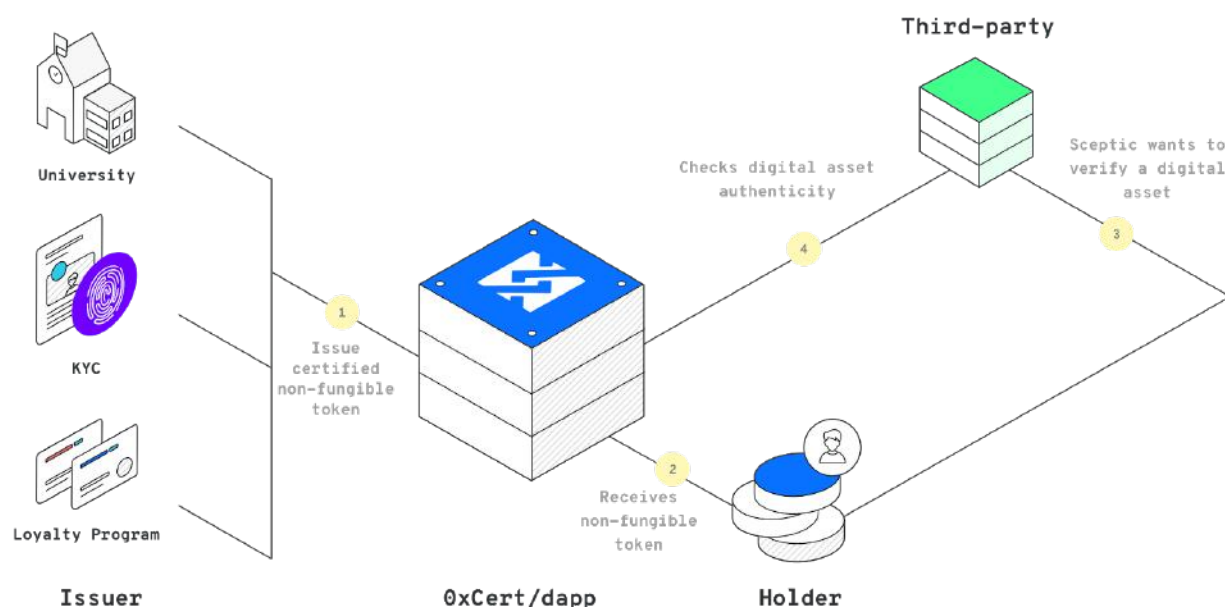 Third-party
University
Checks digital asset
authenticity
Sceptic wants to
verify a digital
asset
4
3
KYC
1
Issue
certified
non-fungible
token
2
Receives
non-fungible
token
Loyalty Program
Issuer
0xCert/dapp
Holder